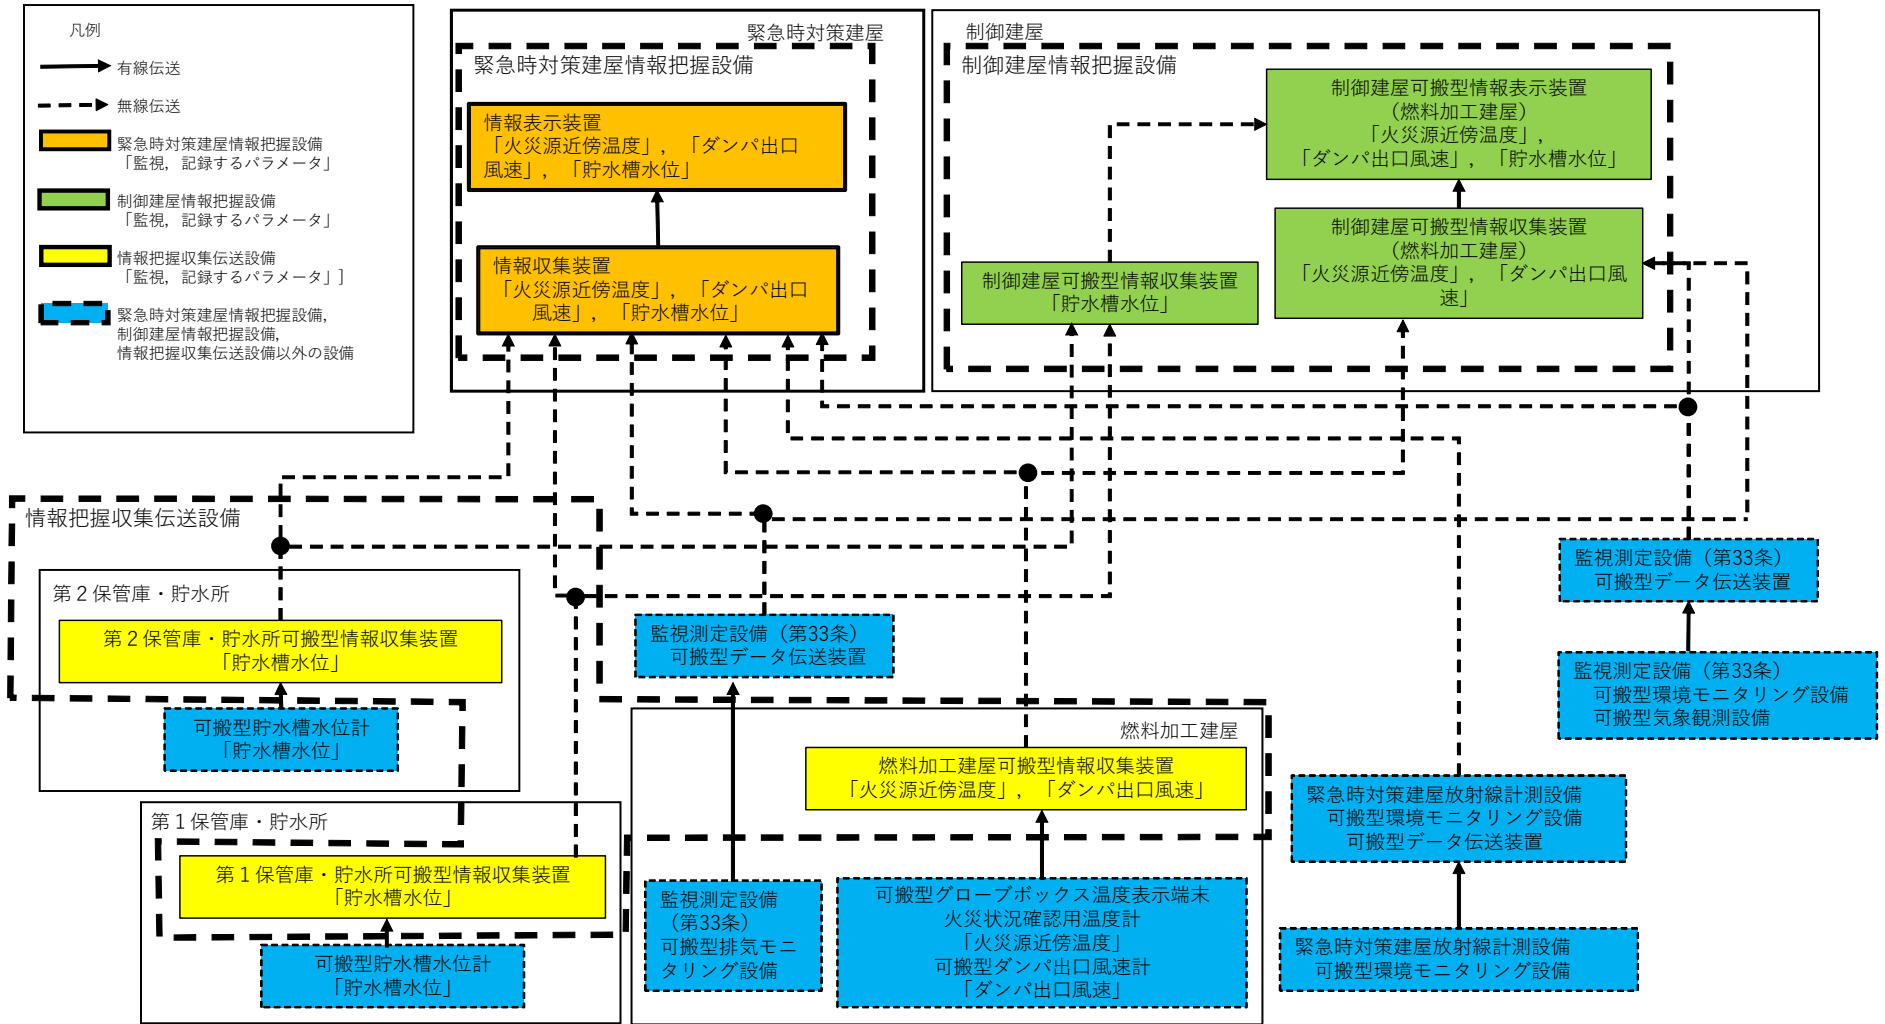 凡例
有線伝送
無線伝送
緊急時対策建屋情報把握設備
「監視，記録するパラメータ」
制御建屋情報把握設備
「監視，記録するパラメータ」
情報把握収集伝送設備
「監視，記録するパラメータ」］
緊急時対策建屋情報把握設備，
制御建屋情報把握設備，
情報把握収集伝送設備以外の設備
緊急時対策建屋
緊急時対策建屋情報把握設備
情報表示装置
「火災源近傍温度」，「ダンパ出口
風速」，「貯水槽水位」
情報収集装置
「火災源近傍温度」，「ダンパ出口
風速」，「貯水槽水位」
制御建屋
制御建屋情報把握設備
制御建屋可搬型情報表示装置
（燃料加工建屋）
「火災源近傍温度」，
「ダンパ出口風速」，「貯水槽水位」
制御建屋可搬型情報収集装置
（燃料加工建屋）
「火災源近傍温度」，「ダンパ出口風
速」
制御建屋可搬型情報収集装置
「貯水槽水位」
情報把握収集伝送設備
第２保管庫・貯水所
第２保管庫・貯水所可搬型情報収集装置
「貯水槽水位」
可搬型貯水槽水位計
「貯水槽水位」
第１保管庫・貯水所
第１保管庫・貯水所可搬型情報収集装置
「貯水槽水位」
可搬型貯水槽水位計
「貯水槽水位」
監視測定設備（第33条）
可搬型データ伝送装置
燃料加工建屋
燃料加工建屋可搬型情報収集装置
「火災源近傍温度」，「ダンパ出口風速」
監視測定設備
（第33条）
可搬型排気モニ
タリング設備
可搬型グローブボックス温度表示端末
火災状況確認用温度計
「火災源近傍温度」
可搬型ダンパ出口風速計
「ダンパ出口風速」
監視測定設備（第33条）
可搬型データ伝送装置
監視測定設備（第33条）
可搬型環境モニタリング設備
可搬型気象観測設備
緊急時対策建屋放射線計測設備
可搬型環境モニタリング設備
可搬型データ伝送装置
緊急時対策建屋放射線計測設備
可搬型環境モニタリング設備